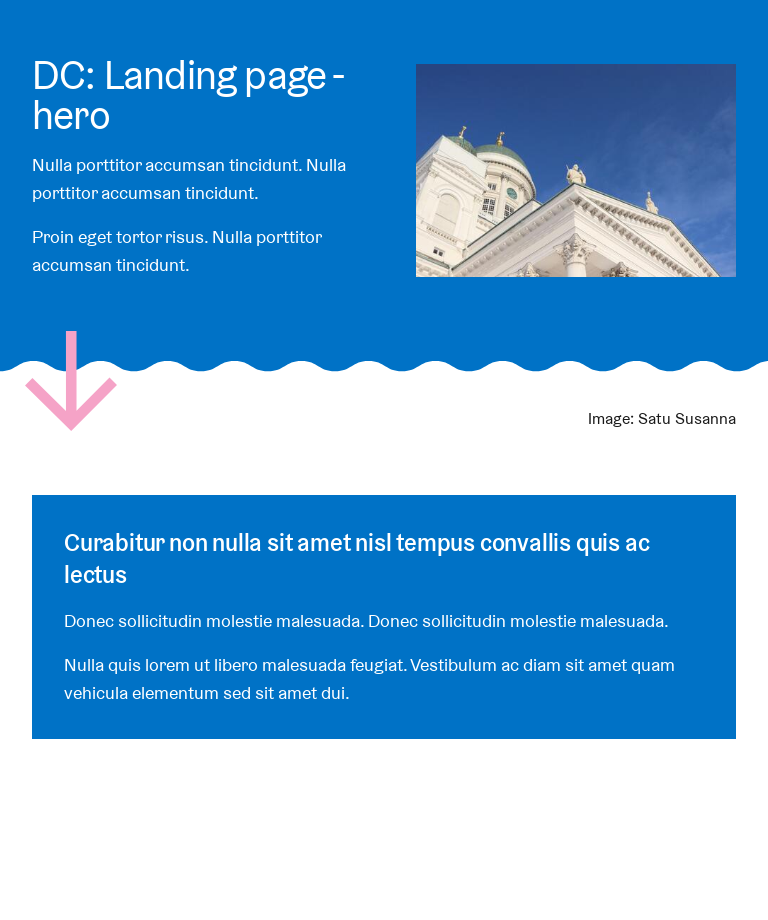 DC: Landing page -
hero
Nulla porttitor accumsan tincidunt. Nulla
porttitor accumsan tincidunt.
Proin eget tortor risus. Nulla porttitor
accumsan tincidunt.
Image: Satu Susanna
Curabitur non nulla sit amet nisl tempus convallis quis ac
lectus
Donec sollicitudin molestie malesuada. Donec sollicitudin molestie malesuada.
Nulla quis lorem ut libero malesuada feugiat. Vestibulum ac diam sit amet quam
vehicula elementum sed sit amet dui.